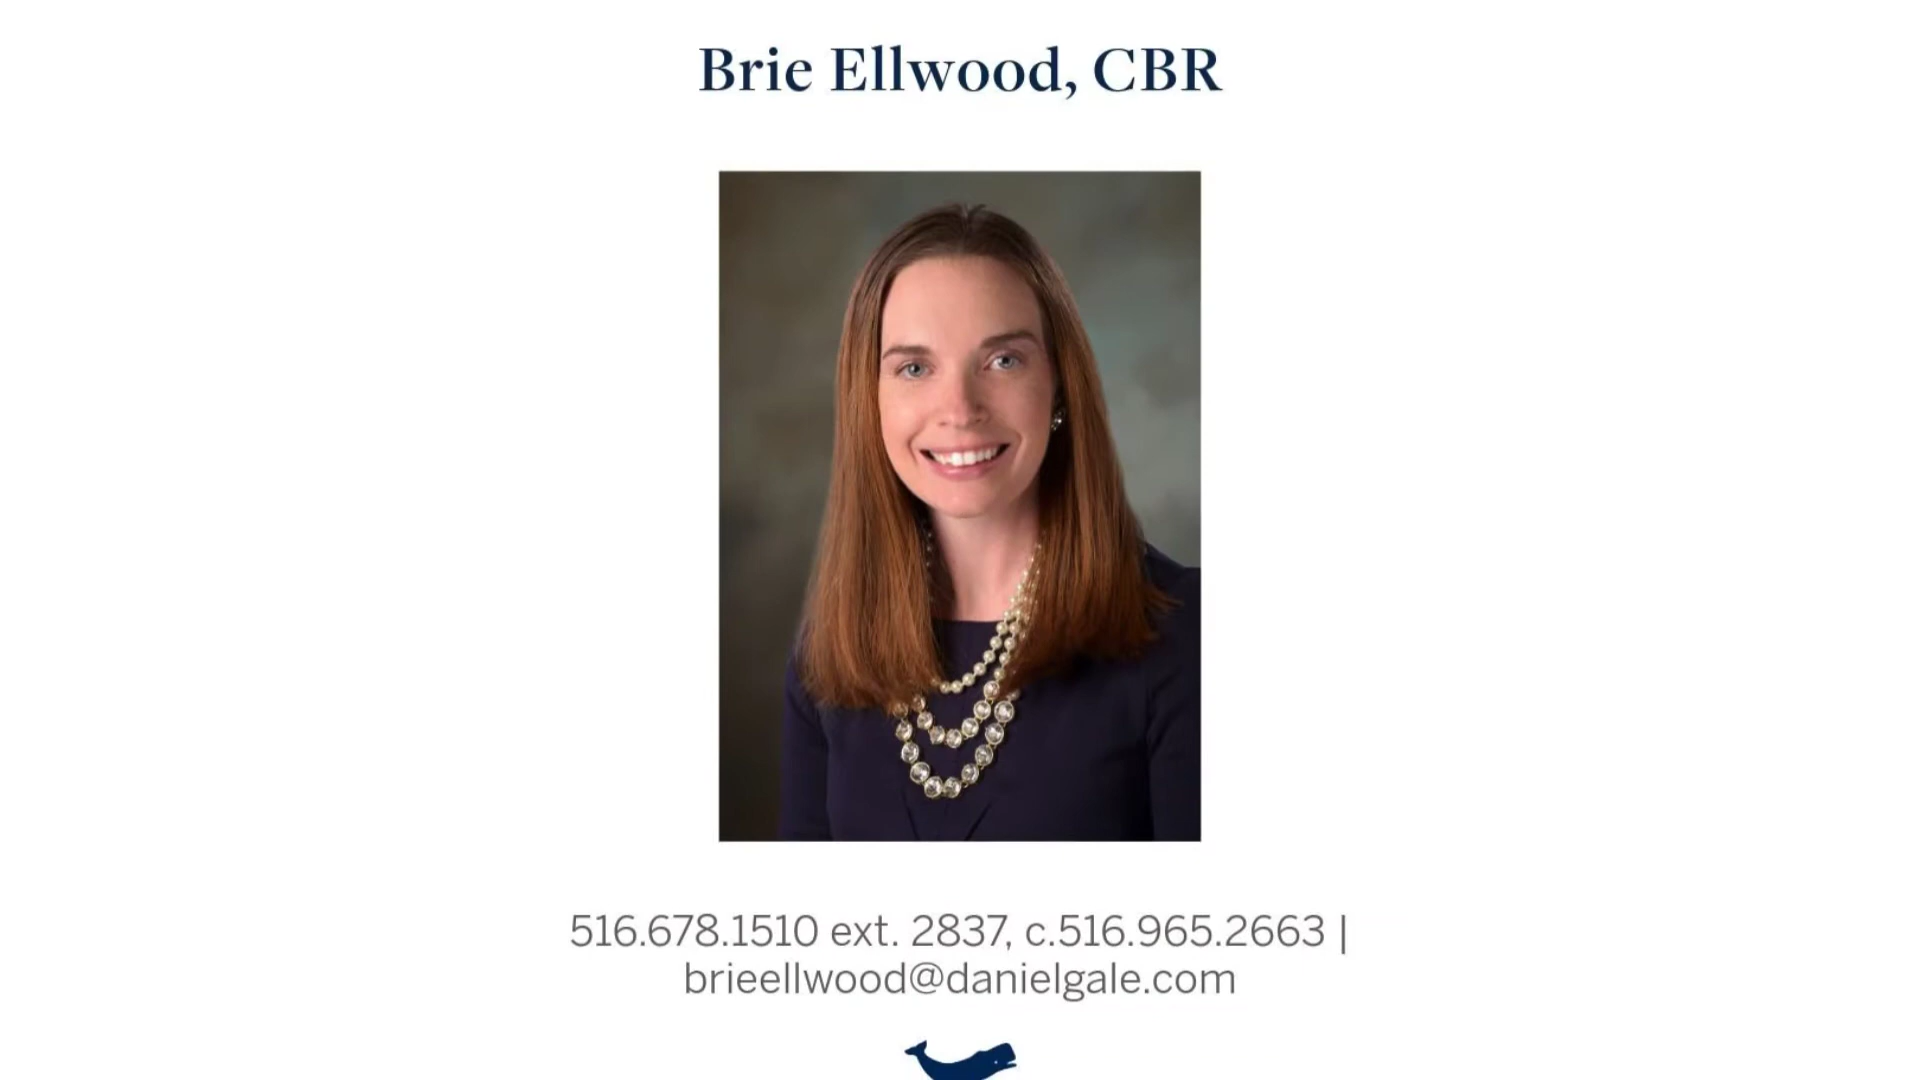 Brie Ellwood, CBR
516.678.1510 ext. 2837, c.516.965.2663 |
brieellwood@danielgale.com